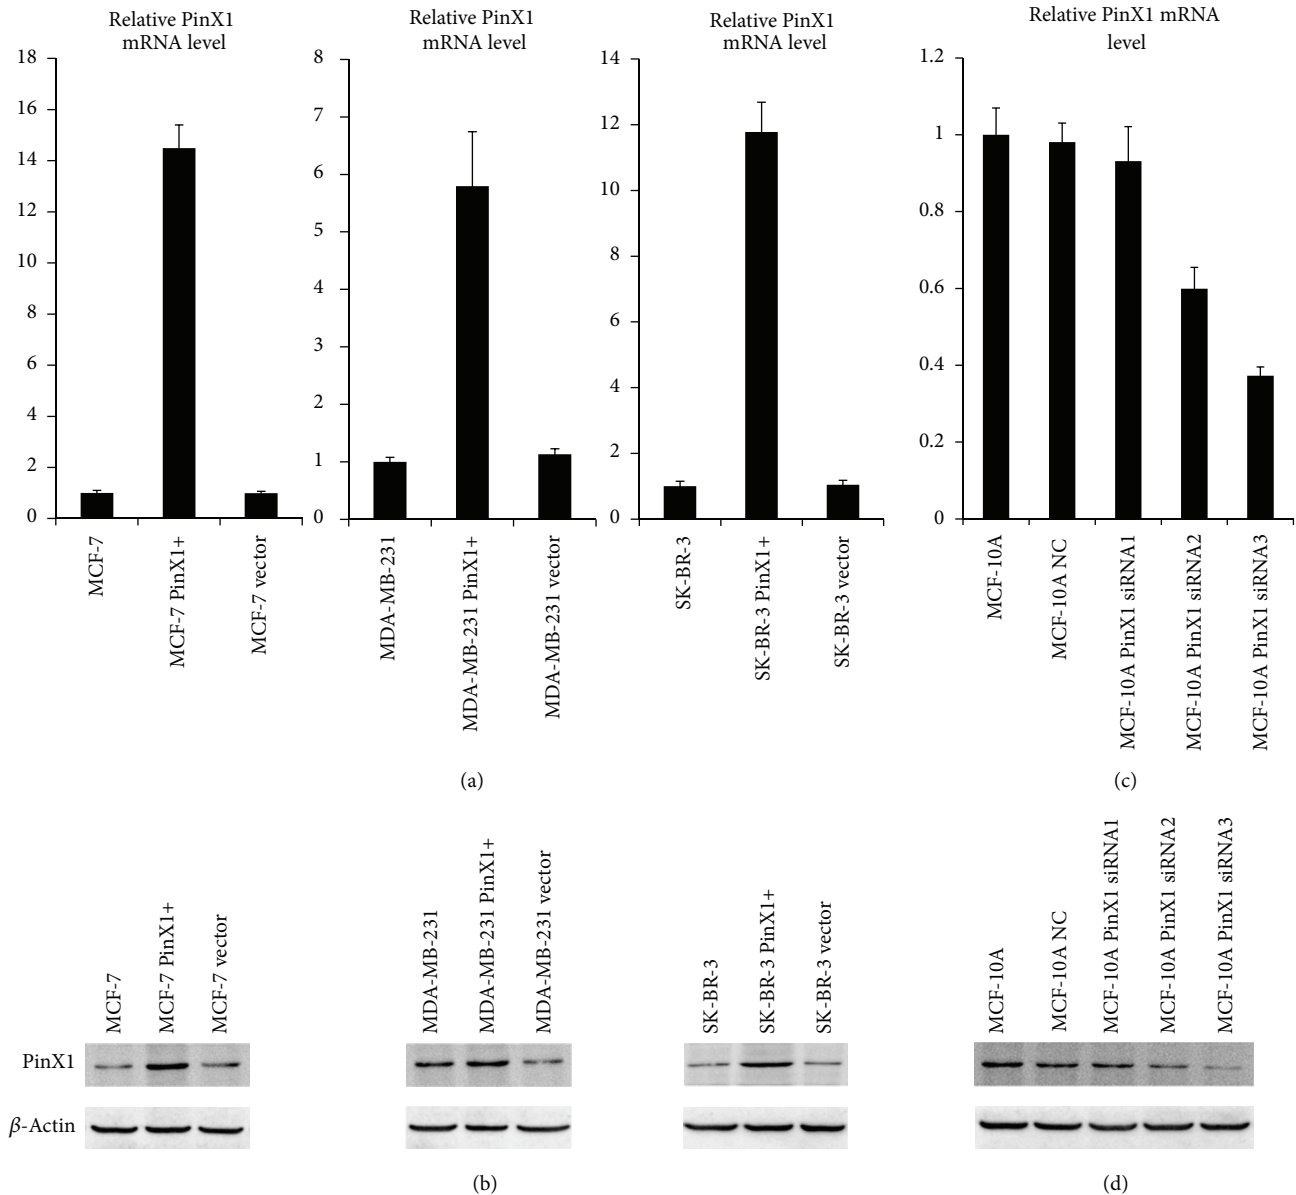 Relative PinX1
mRNA level
18
16
14
12
10
8
6
4
2
0
MCF-7
MCF-7 PinX1+
MCF-7 vector
Relative PinX1
mRNA level
8
7
6
5
4
3
2
1
0
MDA-MB-231
MDA-MB-231 PinX1+
MDA-MB-231 vector
Relative PinX1
mRNA level
14
12
10
8
6
4
2
0
SK-BR-3
SK-BR-3 PinX1+
SK-BR-3 vector
(a)
Relative PinX1 mRNA
level
1.2
1
0.8
0.6
0.4
0.2
0
MCF-10A
MCF-10A NC
MCF-10A PinX1 siRNA1
MCF-10A PinX1 siRNA2
MCF-10A PinX1 siRNA3
(c)
MCF-7
MCF-7 PinX1+
MCF-7 vector
MDA-MB-231
MDA-MB-231 PinX1+
MDA-MB-231 vector
SK-BR-3
SK-BR-3 PinX1+
SK-BR-3 vector
PinX1
β-Actin
(b)
MCF-10A
MCF-10A NC
MCF-10A PinX1 siRNA1
MCF-10A PinX1 siRNA2
MCF-10A PinX1 siRNA3
(d)